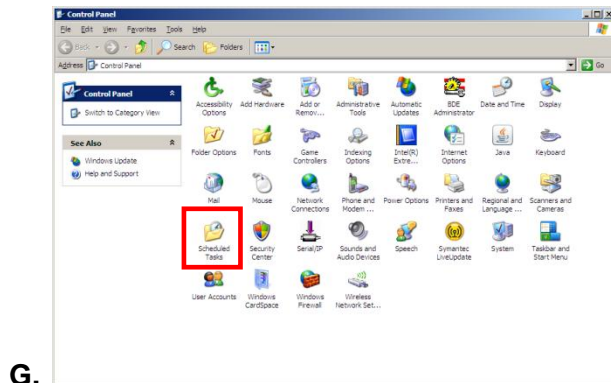 Control Panel
File Edit View Favorites Tools Help
Back Search Folders
Address Control Panel Go
Control Panel
Switch to Category View
See Also
Windows Update
Help and Support
Accessibility Options
Add Hardware
Add or Remov...
Administrative Tools
Automatic Updates
BDE Administrator
Date and Time
Display
Folder Options
Fonts
Game Controllers
Indexing Options
Intel(R) Extre...
Internet Options
Java
Keyboard
Mail
Mouse
Network Connections
Phone and Modem ...
Power Options
Printers and Faxes
Regional and Language ...
Scanners and Cameras
Scheduled Tasks
Security Center
Serial/IP
Sounds and Audio Devices
Speech
Symantec LiveUpdate
System
Taskbar and Start Menu
User Accounts
Windows CardSpace
Windows Firewall
Wireless Network Set...
G.